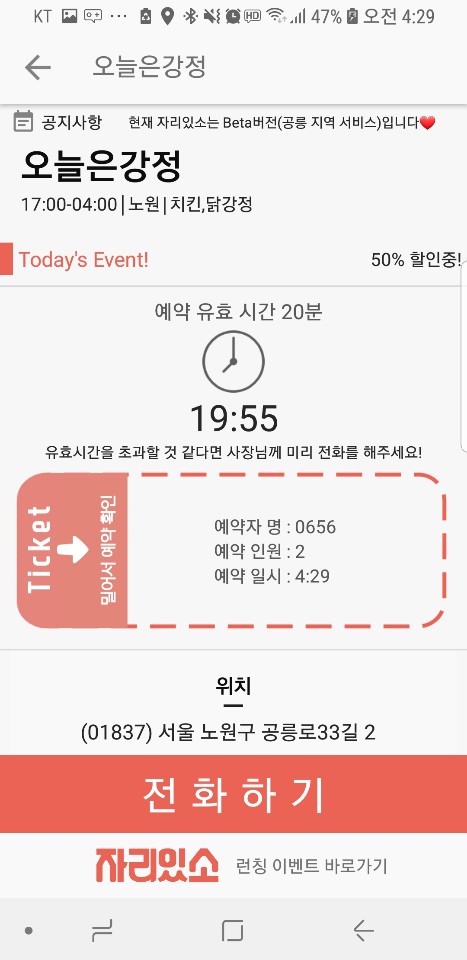 KT ··· HD 47% 오전 4:29
오늘은강정
공지사항 현재 자리있소는 Beta버전(공릉 지역 서비스)입니다❤️
오늘은강정
17:00-04:00|노원|치킨,닭강정
Today's Event! 50% 할인중!
예약 유효 시간 20분
19:55
유효시간을 초과할 것 같다면 사장님께 미리 전화를 해주세요!
Ticket
밀어서 예약 확인
예약자 명 : 0656
예약 인원 : 2
예약 일시 : 4:29
위치
(01837) 서울 노원구 공릉로33길 2
전화하기
자리있소 런칭 이벤트 바로가기